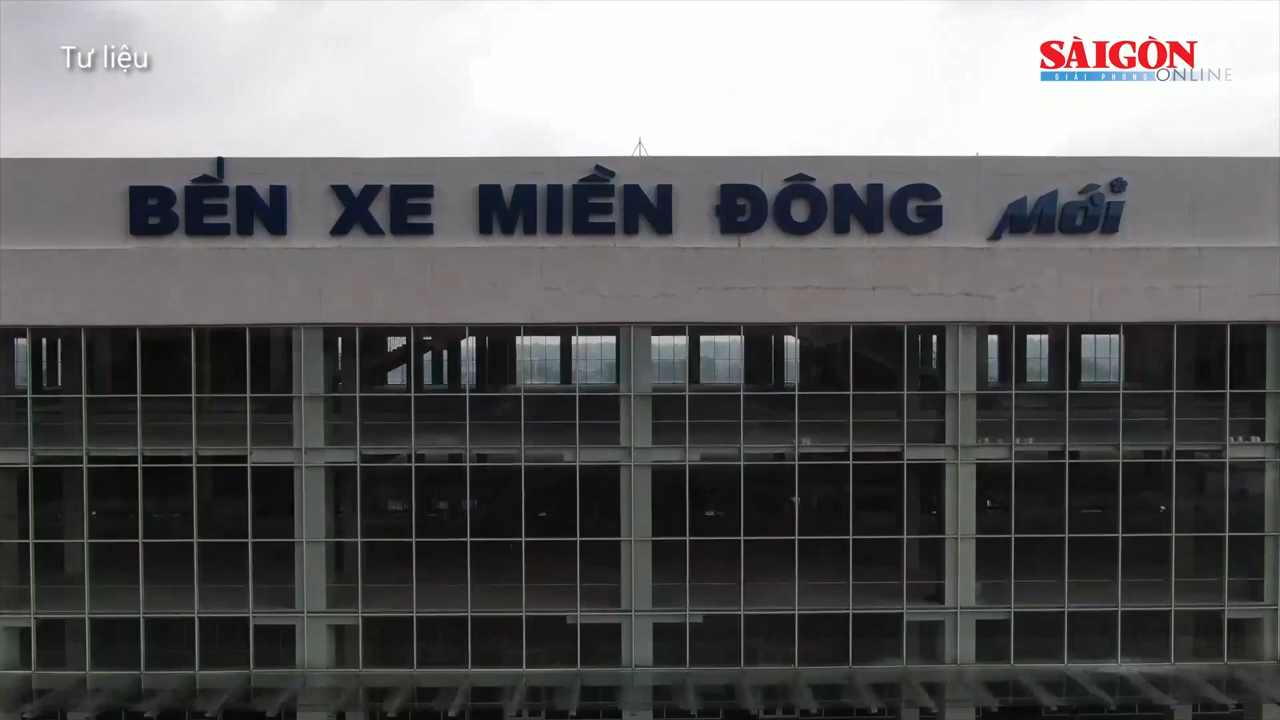 Tư liệu
SÀIGÒN
GIẢI PHÓNG ONLINE
BẾN XE MIỀN ĐÔNG Mới